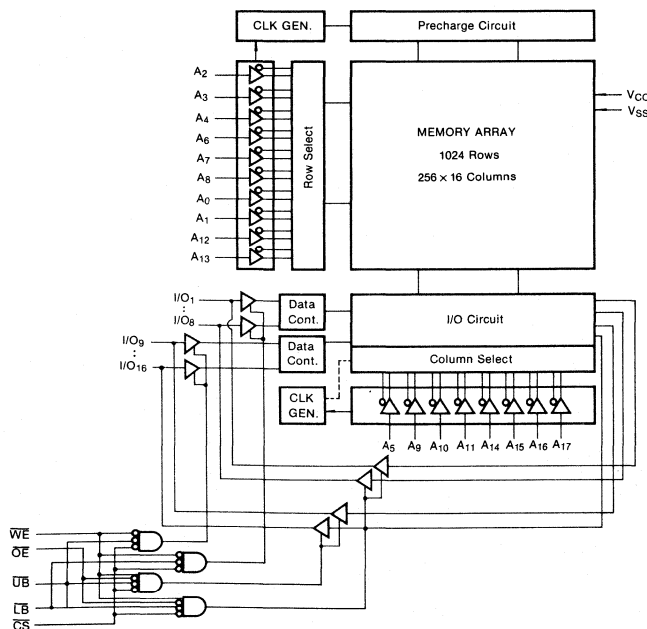 CLK GEN.
Precharge Circuit
A2
A3
A4
A6
A7
A8
A0
A1
A12
A13
Row Select
MEMORY ARRAY
1024 Rows
256 × 16 Columns
VCC
VSS
I/O1
I/O8
I/O9
I/O16
Data
Cont.
Data
Cont.
I/O Circuit
Column Select
CLK
GEN.
A5 A9 A10 A11 A14 A15 A16 A17
WE
OE
UB
LB
CS